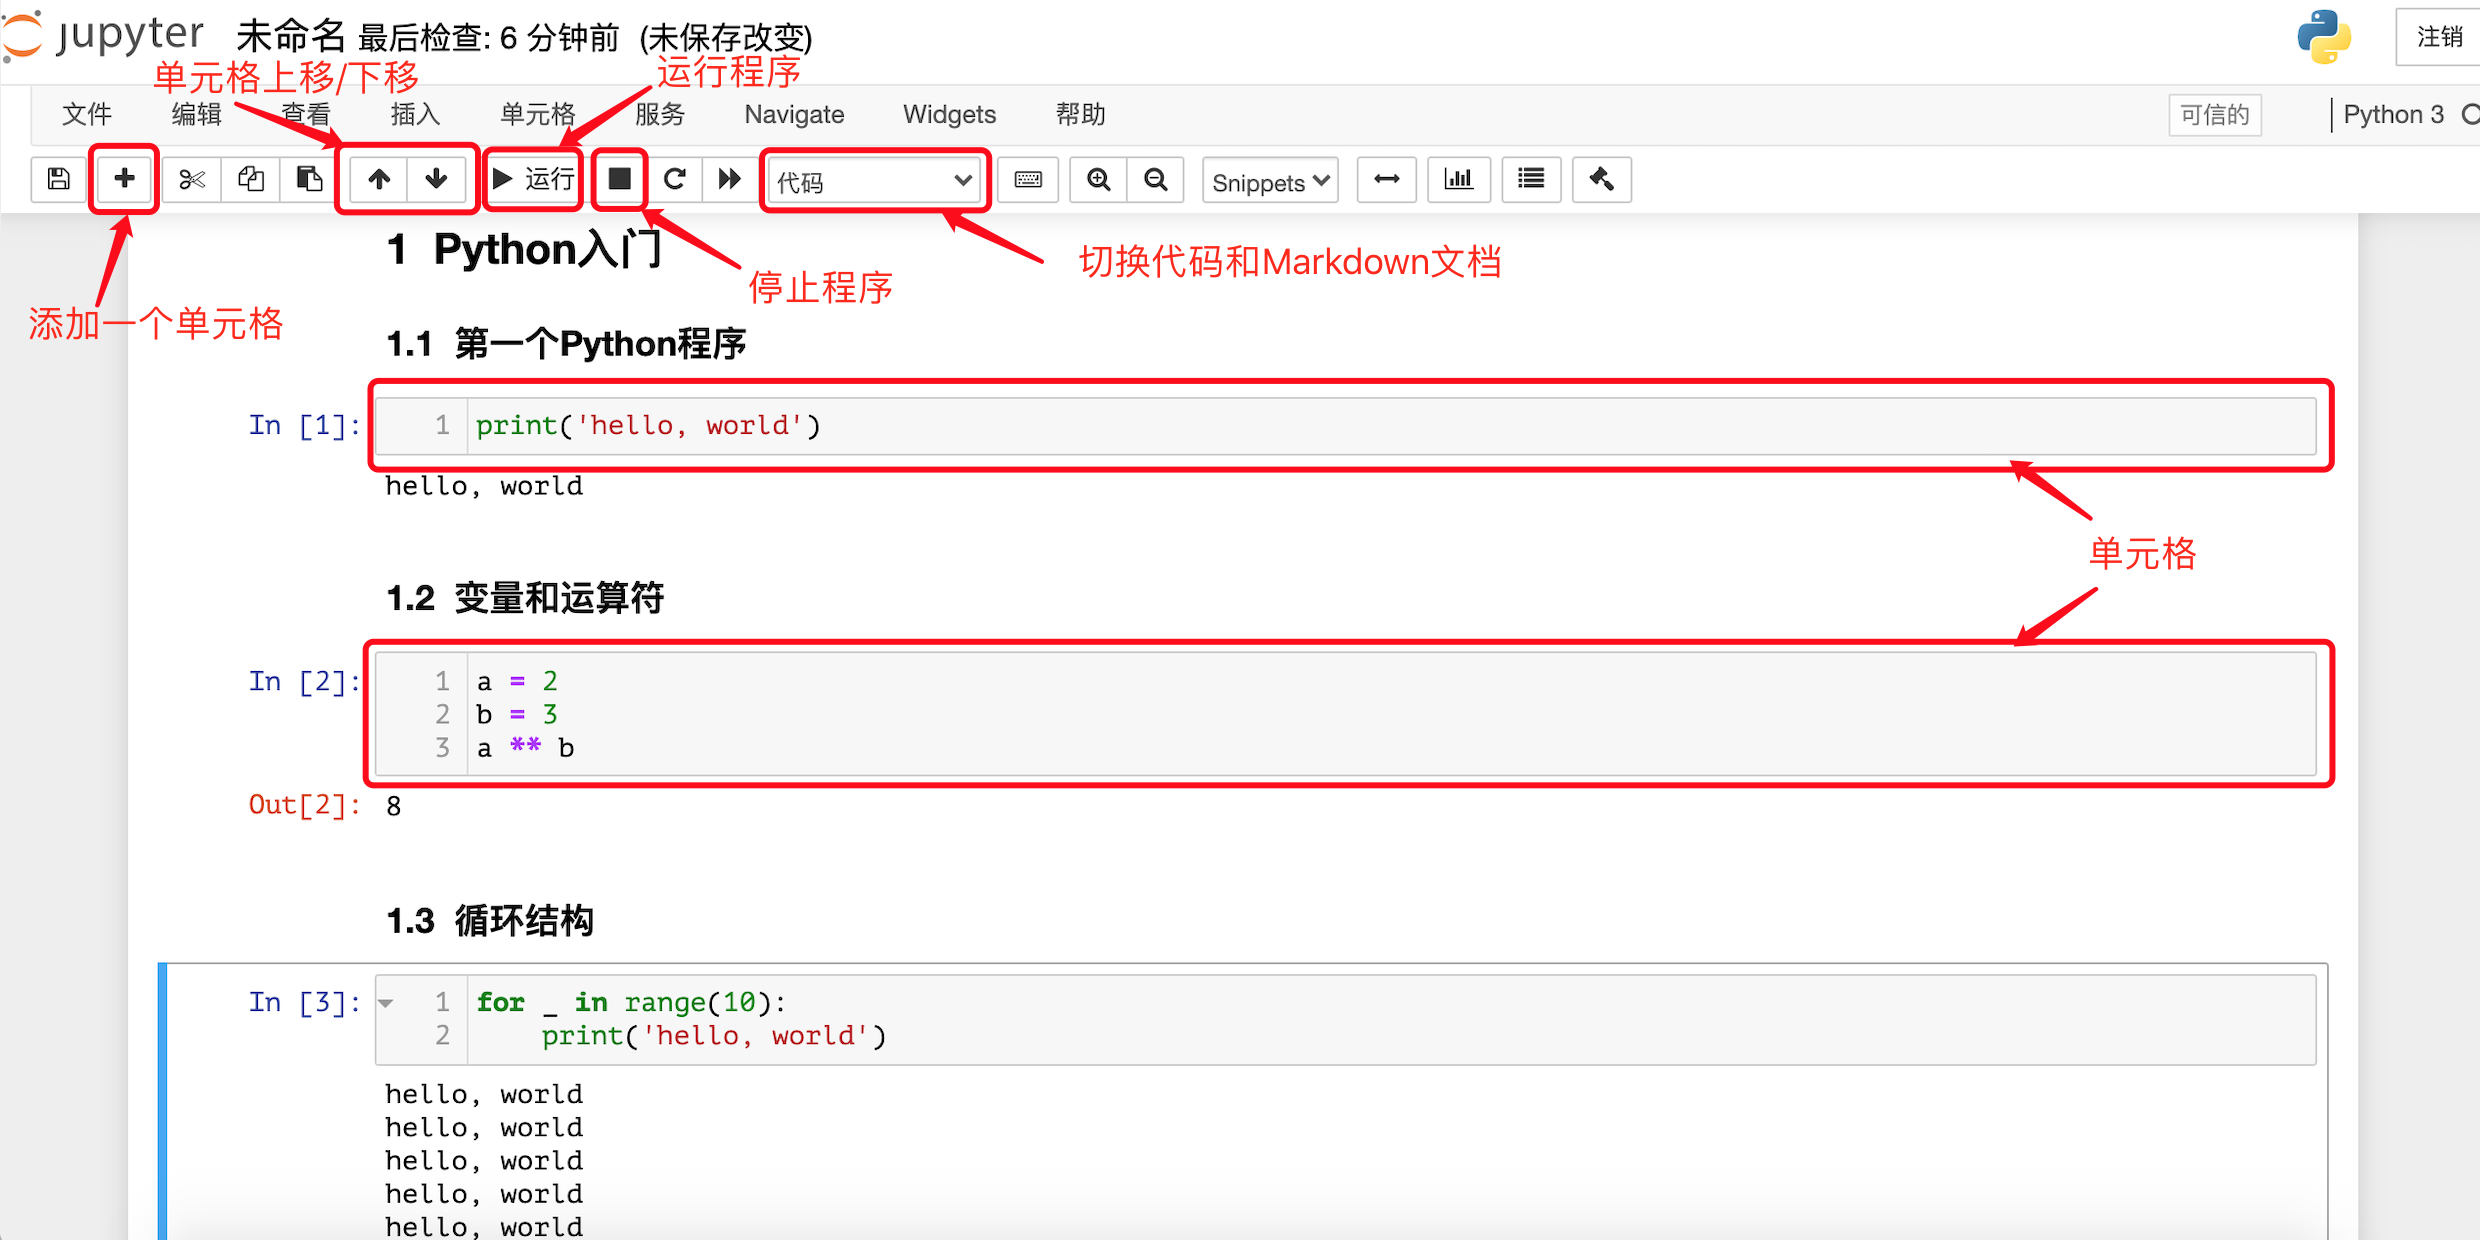 jupyter 未命名 最后检查: 6 分钟前 (未保存改变)
注销
单元格上移/下移
运行程序
文件 编辑 查看 插入 单元格 服务 Navigate Widgets 帮助
可信的
Python 3
运行
代码
Snippets
1 Python入门
切换代码和Markdown文档
停止程序
添加一个单元格
1.1 第一个Python程序
In [1]:
1 print('hello, world')
hello, world
单元格
1.2 变量和运算符
In [2]:
1 a = 2
2 b = 3
3 a ** b
Out[2]: 8
1.3 循环结构
In [3]:
1 for _ in range(10):
2 print('hello, world')
hello, world
hello, world
hello, world
hello, world
hello, world